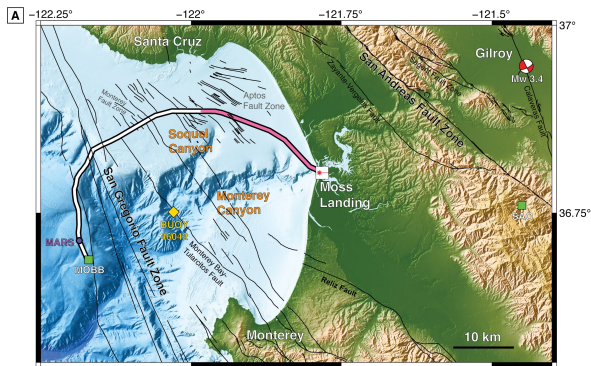 A
-122.25°
-122°
-121.75°
-121.5°
37°
Santa Cruz
Gilroy
Mw 3.4
San Andreas Fault Zone
Zayante-Vergeles Fault
Calaveras Fault
Monterey
Fault Zone
Aptos
Fault Zone
Soquel
Canyon
Moss
Landing
Monterey
Canyon
San Gregorio Fault Zone
BUOY
36.75°
MARS
MOBB
Monterey Bay-
Tularcitos Fault
Reliz Fault
Monterey
10 km